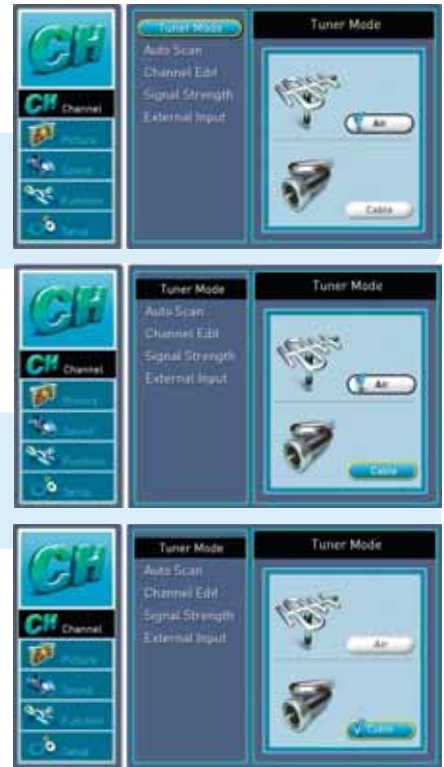 CH
CH Channel
Picture
Sound
Function
Setup
Tuner Mode
Auto Scan
Channel Edit
Signal Strength
External Input
Tuner Mode
Air
Cable
CH
CH Channel
Picture
Sound
Function
Setup
Tuner Mode
Auto Scan
Channel Edit
Signal Strength
External Input
Tuner Mode
Air
Cable
CH
CH Channel
Picture
Sound
Function
Setup
Tuner Mode
Auto Scan
Channel Edit
Signal Strength
External Input
Tuner Mode
Air
Cable